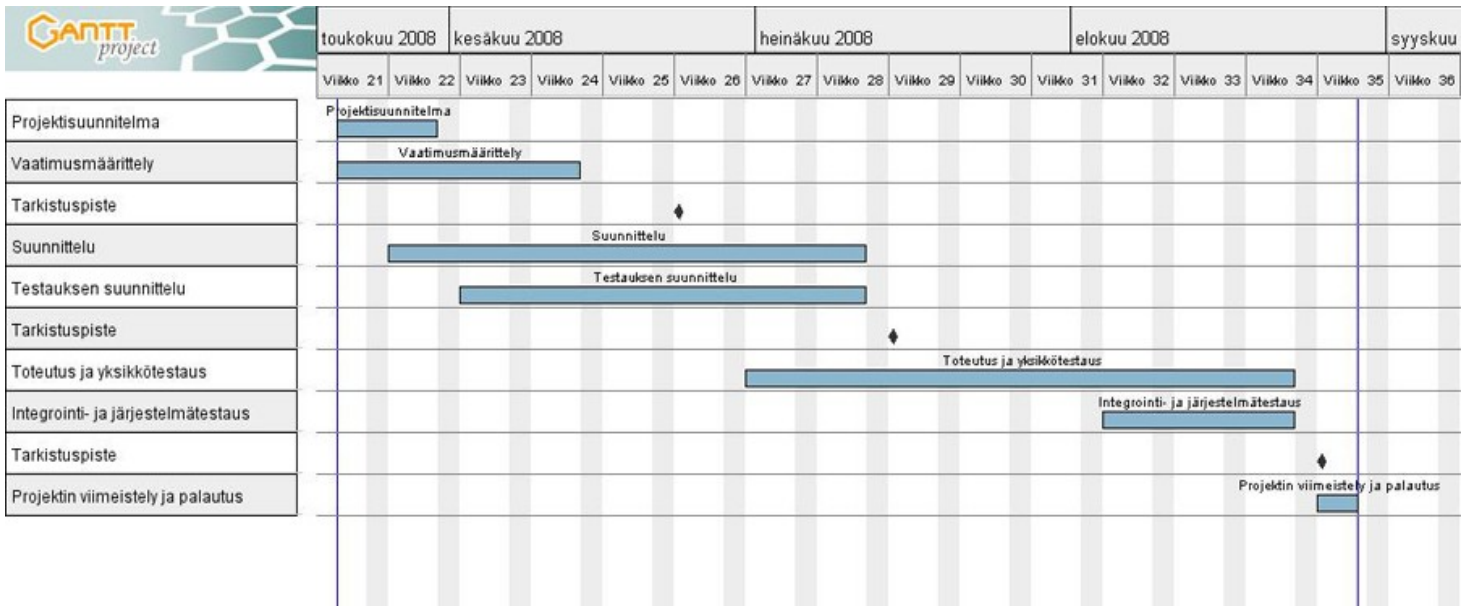 GANTT
project
toukokuu 2008 kesäkuu 2008 heinäkuu 2008 elokuu 2008 syyskuu
Viikko 21 Viikko 22 Viikko 23 Viikko 24 Viikko 25 Viikko 26 Viikko 27 Viikko 28 Viikko 29 Viikko 30 Viikko 31 Viikko 32 Viikko 33 Viikko 34 Viikko 35 Viikko 36
Projektisuunnitelma
Projektisuunnitelma
Vaatimusmäärittely
Vaatimusmäärittely
Tarkistuspiste
Suunnittelu
Suunnittelu
Testauksen suunnittelu
Testauksen suunnittelu
Tarkistuspiste
Toteutus ja yksikkötestaus
Toteutus ja yksikkötestaus
Integrointi- ja järjestelmätestaus
Integrointi- ja järjestelmätestaus
Tarkistuspiste
Projektin viimeistely ja palautus
Projektin viimeistely ja palautus